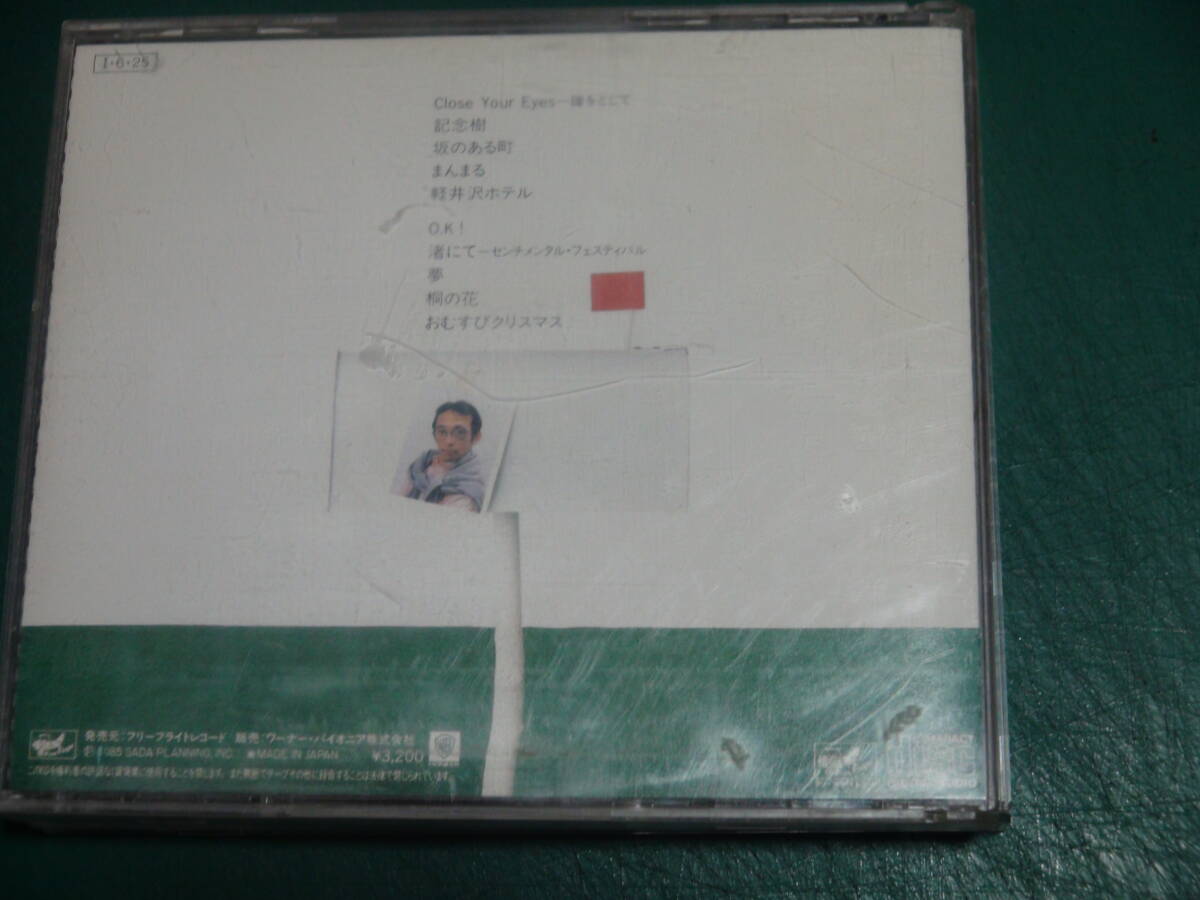 I・6・25
Close Your Eyes—瞳をとじて
記念樹
坂のある町
まんまる
軽井沢ホテル
O.K!
渚にて—センチメンタル・フェスティバル
夢
桐の花
おむすびクリスマス
発売元:フリーフライトレコード 販売:ワーナー・パイオニア株式会社
Ⓟ1985 SADA PLANNING, INC. ★MADE IN JAPAN ¥3,200